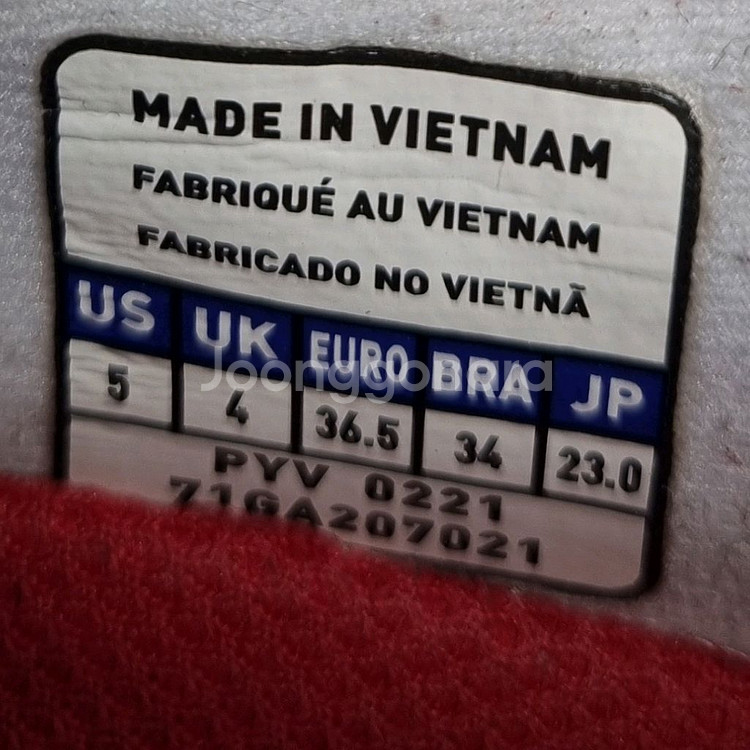 MADE IN VIETNAM
FABRIQUÉ AU VIETNAM
FABRICADO NO VIETNÃ
US UK EURO BRA JP
Joonggonara
5 4 36.5 34 23.0
PYV 0221
71GA207021